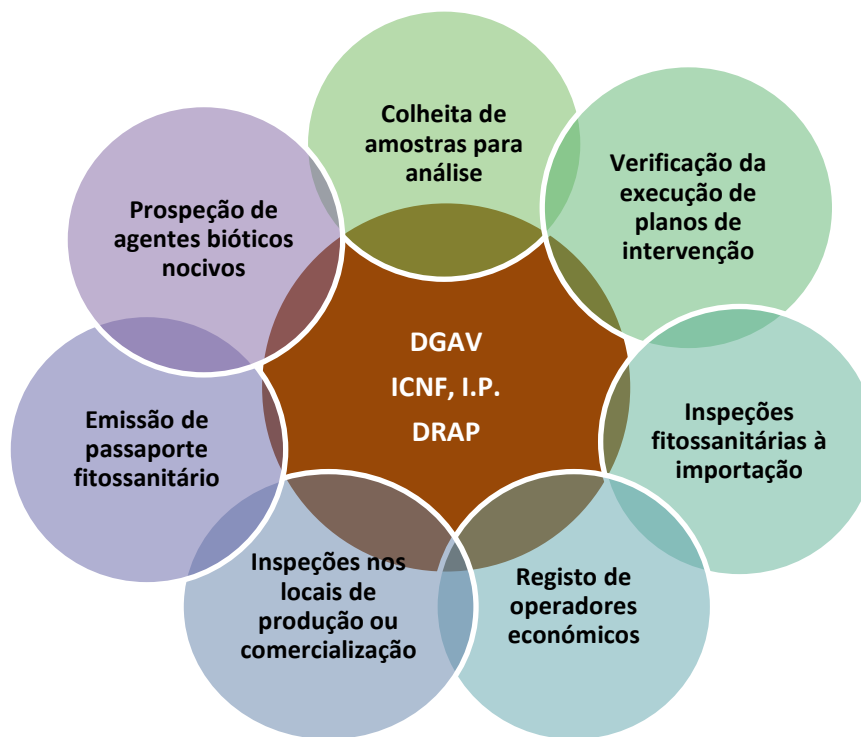 Colheita de
amostras para
análise
Verificação da
execução de
planos de
intervenção
Inspeções
fitossanitárias à
importação
Registo de
operadores
económicos
Inspeções nos
locais de
produção ou
comercialização
Emissão de
passaporte
fitossanitário
Prospeção de
agentes bióticos
nocivos
DGAV
ICNF, I.P.
DRAP